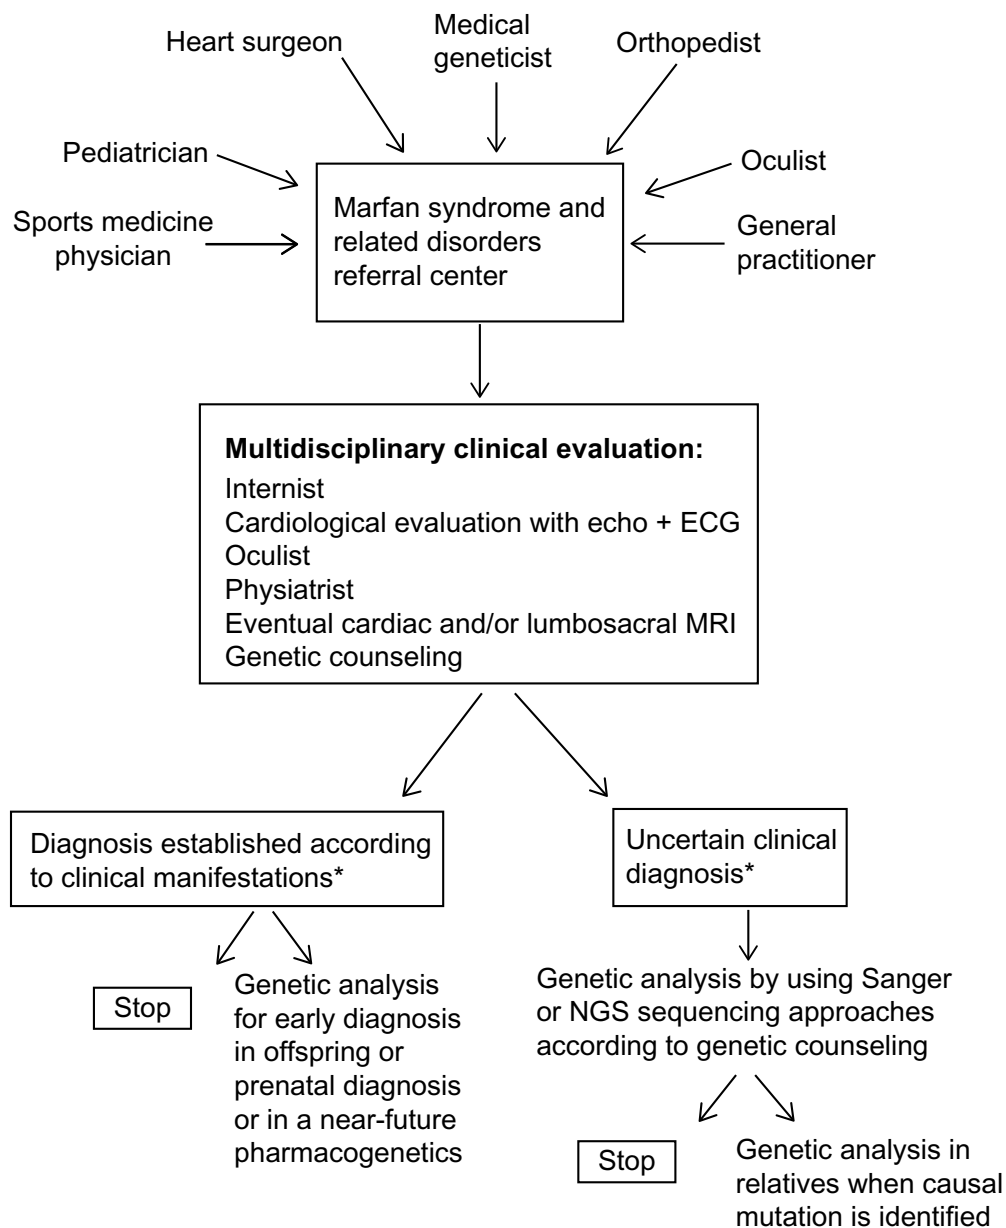 Heart surgeon
Medical
geneticist
Orthopedist
Pediatrician
Oculist
Sports medicine
physician
General
practitioner
Marfan syndrome and
related disorders
referral center
Multidisciplinary clinical evaluation:
Internist
Cardiological evaluation with echo + ECG
Oculist
Physiatrist
Eventual cardiac and/or lumbosacral MRI
Genetic counseling
Diagnosis established according
to clinical manifestations*
Uncertain clinical
diagnosis*
Stop
Genetic analysis
for early diagnosis
in offspring or
prenatal diagnosis
or in a near-future
pharmacogenetics
Genetic analysis by using Sanger
or NGS sequencing approaches
according to genetic counseling
Stop
Genetic analysis in
relatives when causal
mutation is identified